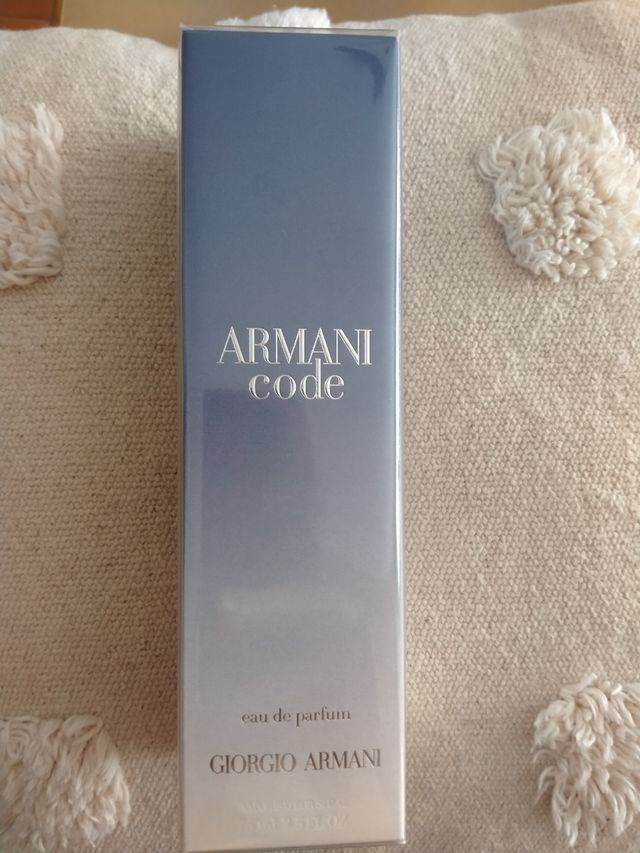 ARMANI
code
eau de parfum
GIORGIO ARMANI